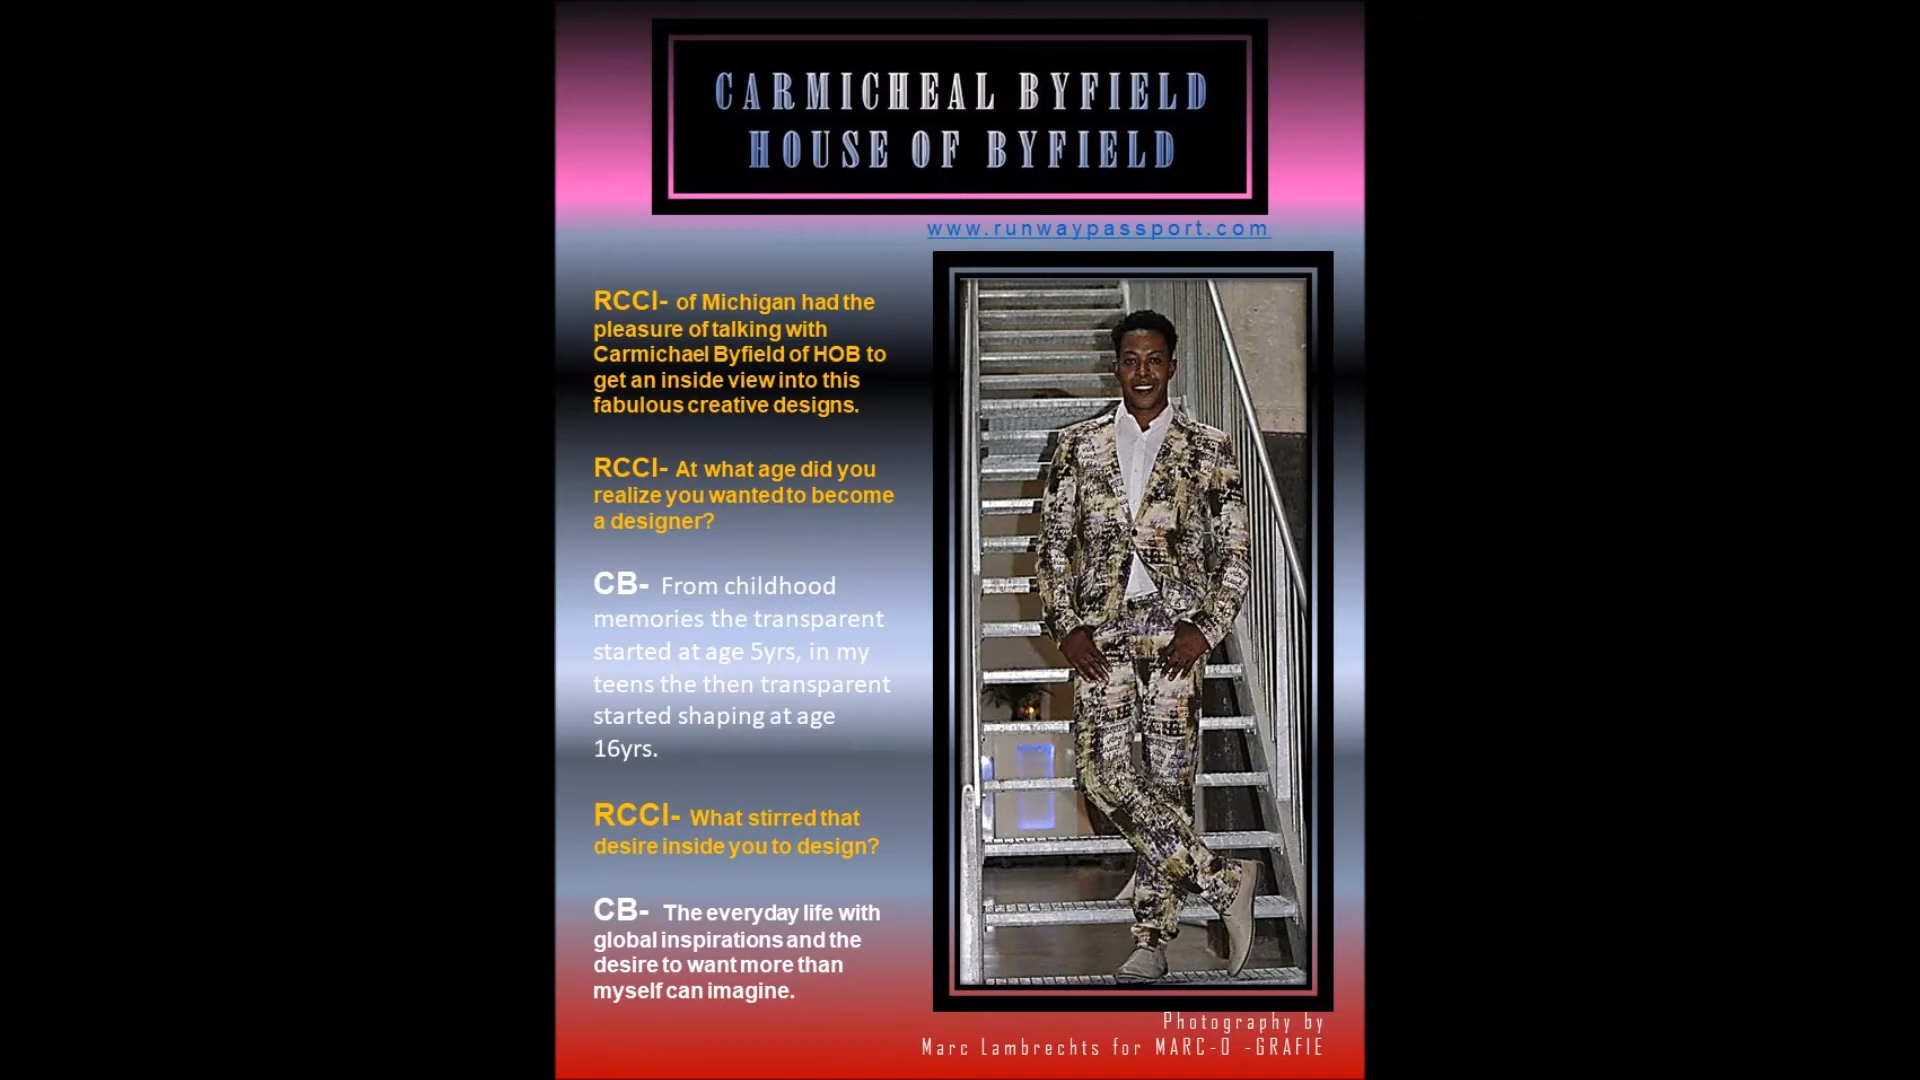 CARMICHEAL BYFIELD
HOUSE OF BYFIELD
www.runwaypassport.com
RCCI- of Michigan had the
pleasure of talking with
Carmichael Byfield of HOB to
get an inside view into this
fabulous creative designs.
RCCI- At what age did you
realize you wanted to become
a designer?
CB- From childhood
memories the transparent
started at age 5yrs, in my
teens the then transparent
started shaping at age
16yrs.
RCCI- What stirred that
desire inside you to design?
CB- The everyday life with
global inspirations and the
desire to want more than
myself can imagine.
Photography by
Marc Lambrechts for MARC-O -GRAFIE